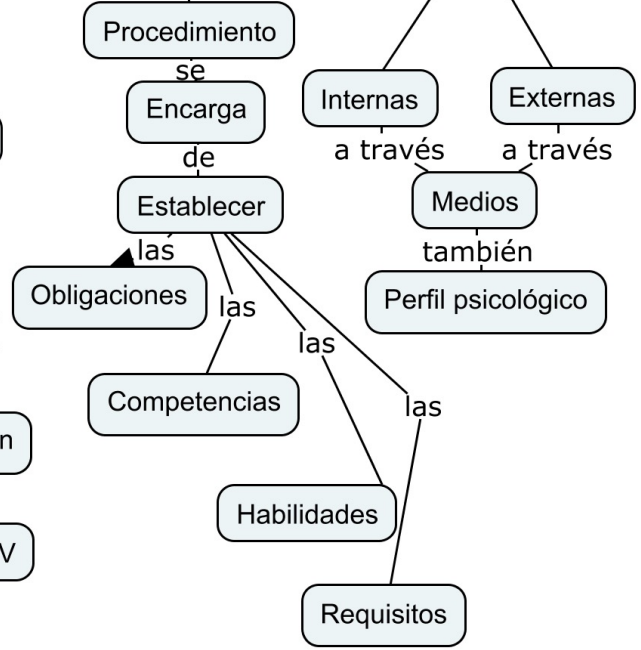 Procedimiento
se
Encarga
de
Establecer
las
Obligaciones
las
Competencias
las
Habilidades
las
Requisitos
Internas
Externas
a través
a través
Medios
también
Perfil psicológico
n
V